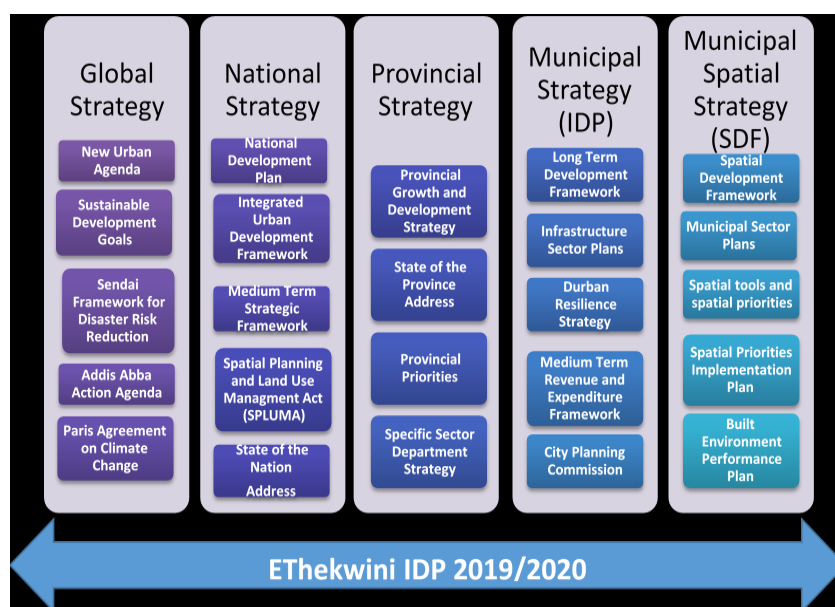 Global
Strategy
New Urban
Agenda
Sustainable
Development
Goals
Sendai
Framework for
Disaster Risk
Reduction
Addis Abba
Action Agenda
Paris Agreement
on Climate
Change
National
Strategy
National
Development
Plan
Integrated
Urban
Development
Framework
Medium Term
Strategic
Framework
Spatial Planning
and Land Use
Managment Act
(SPLUMA)
State of the
Nation
Address
Provincial
Strategy
Provincial
Growth and
Development
Strategy
State of the
Province
Address
Provincial
Priorities
Specific Sector
Department
Strategy
Municipal
Strategy
(IDP)
Long Term
Development
Framework
Infrastructure
Sector Plans
Durban
Resilience
Strategy
Medium Term
Revenue and
Expenditure
Framework
City Planning
Commission
Municipal
Spatial
Strategy
(SDF)
Spatial
Development
Framework
Municipal Sector
Plans
Spatial tools and
spatial priorities
Spatial Priorities
Implementation
Plan
Built
Environment
Performance
Plan
EThekwini IDP 2019/2020